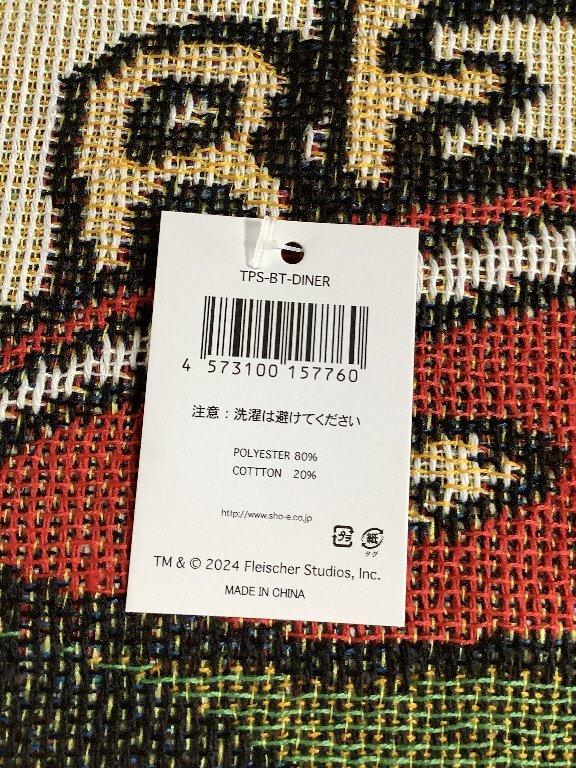 TPS-BT-DINER
4 573100 157760
注意：洗濯は避けてください
POLYESTER 80%
COTTTON 20%
http://www.sho-e.co.jp
プラ 紙
タグ
TM & © 2024 Fleischer Studios, Inc.
MADE IN CHINA